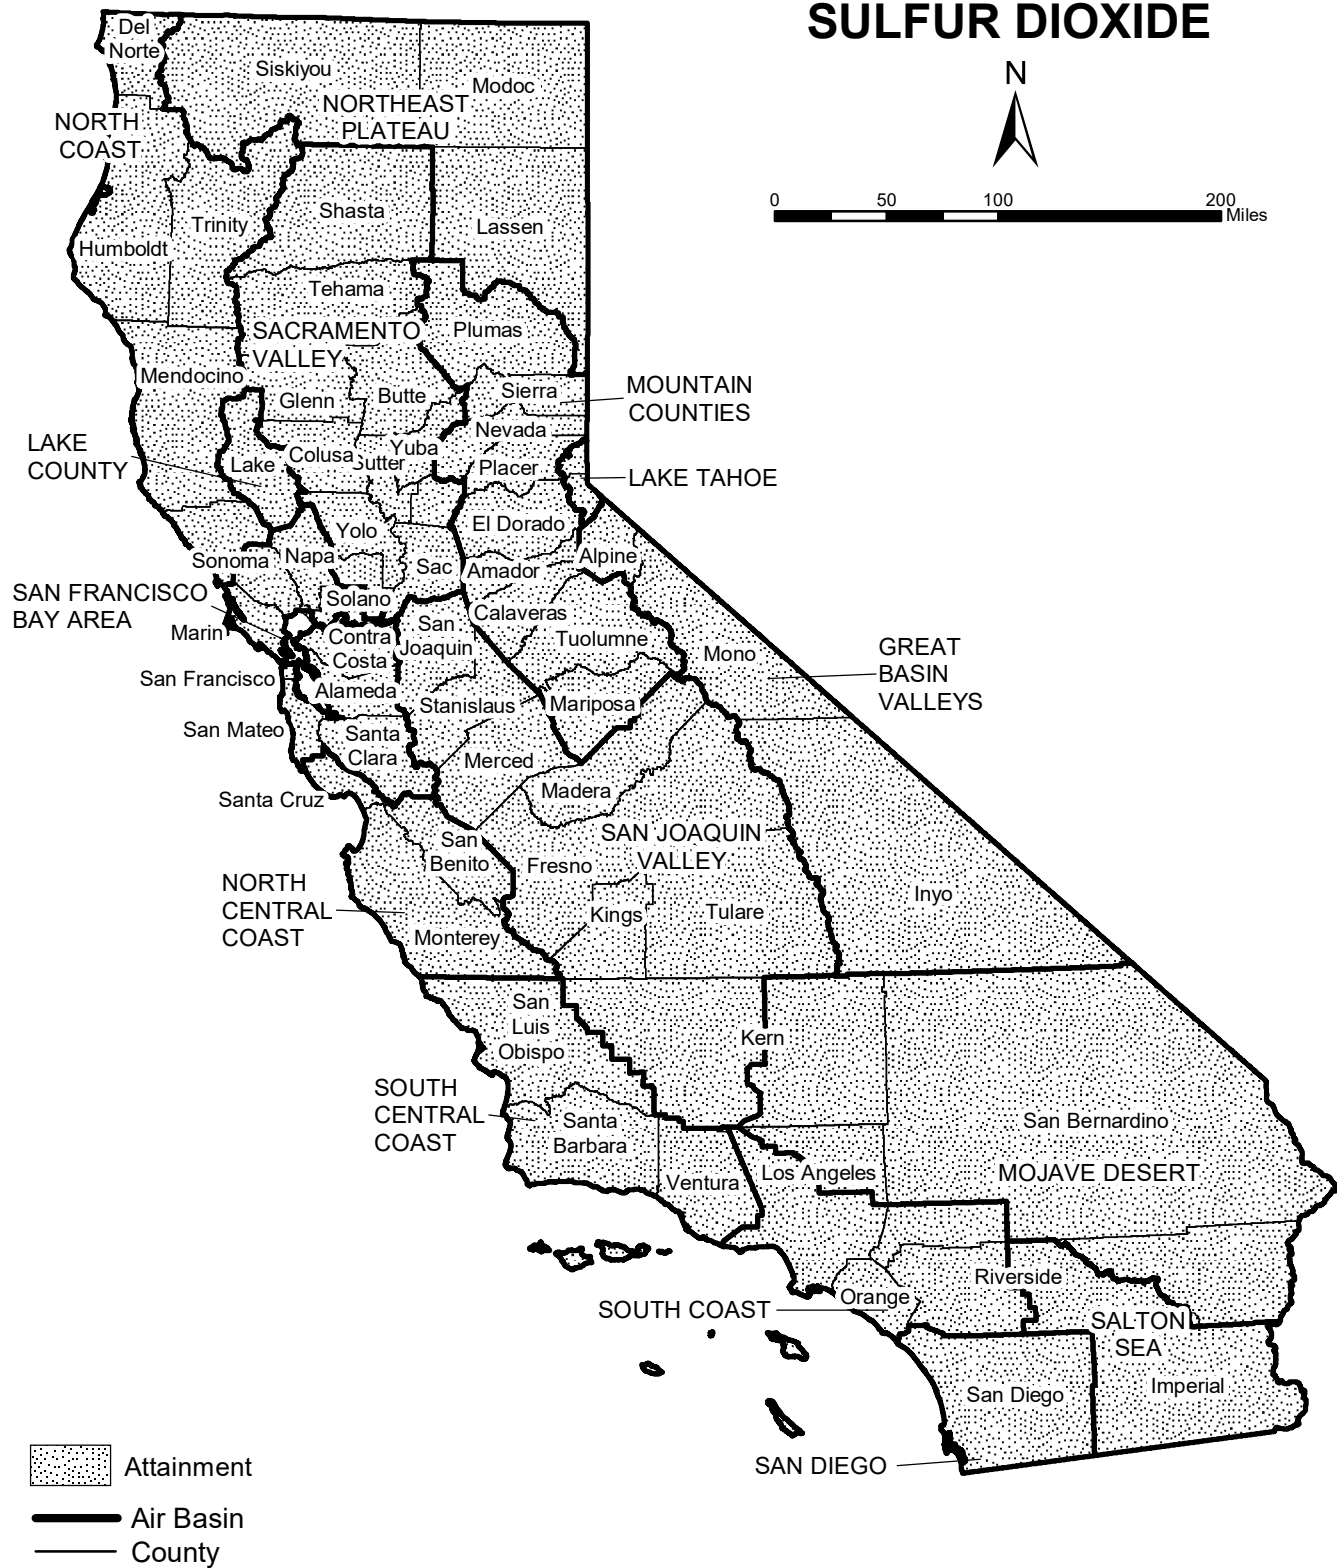 SULFUR DIOXIDE
N
0 50 100 200
Miles
Del
Norte
Siskiyou
Modoc
NORTHEAST
PLATEAU
NORTH
COAST
Shasta
Trinity
Lassen
Humboldt
Tehama
SACRAMENTO
VALLEY
Plumas
Mendocino
Sierra
MOUNTAIN
COUNTIES
Butte
Glenn
Nevada
LAKE
COUNTY
Yuba
Colusa
Sutter
Lake
Placer
LAKE TAHOE
El Dorado
Yolo
Sonoma
Napa
Alpine
Sac
Amador
SAN FRANCISCO
BAY AREA
Solano
Calaveras
Marin
Contra
Costa
San
Joaquin
Tuolumne
Mono
GREAT
BASIN
VALLEYS
San Francisco
Alameda
Stanislaus
Mariposa
San Mateo
Santa
Clara
Merced
Madera
Santa Cruz
SAN JOAQUIN
VALLEY
San
Benito
Fresno
NORTH
CENTRAL
COAST
Inyo
Kings
Tulare
Monterey
San
Luis
Obispo
Kern
SOUTH
CENTRAL
COAST
Santa
Barbara
San Bernardino
Ventura
Los Angeles
MOJAVE DESERT
Riverside
Orange
SOUTH COAST
SALTON
SEA
San Diego
Imperial
SAN DIEGO
Attainment
Air Basin
County